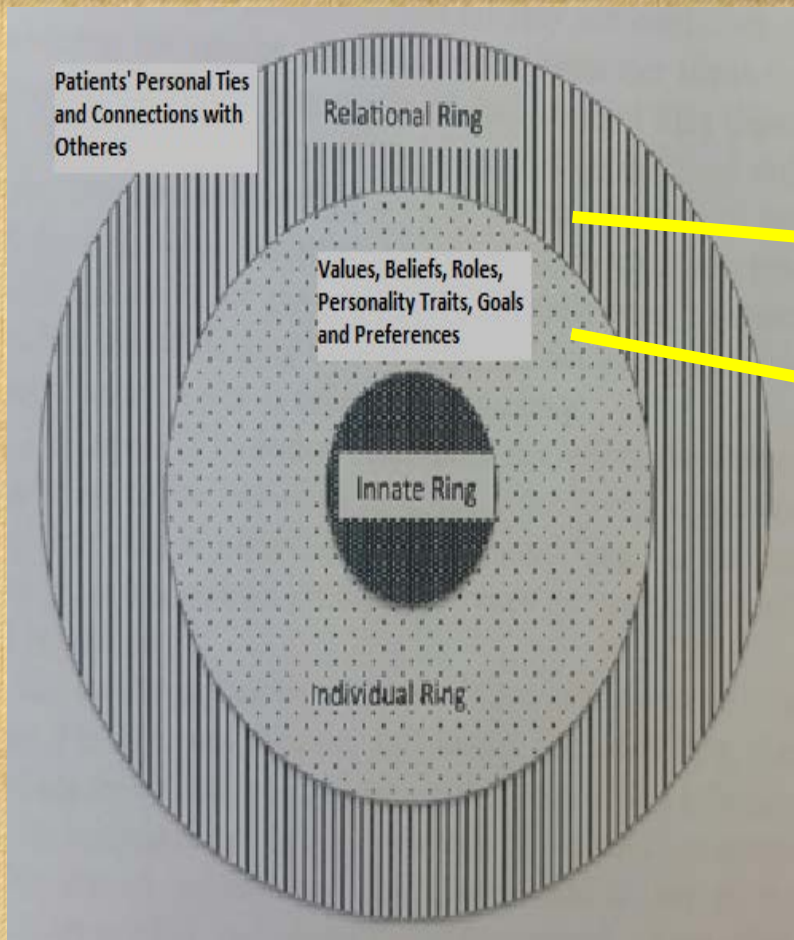 Patients' Personal Ties
and Connections with
Otheres
Relational Ring
Values, Beliefs, Roles,
Personality Traits, Goals
and Preferences
Innate Ring
Individual Ring